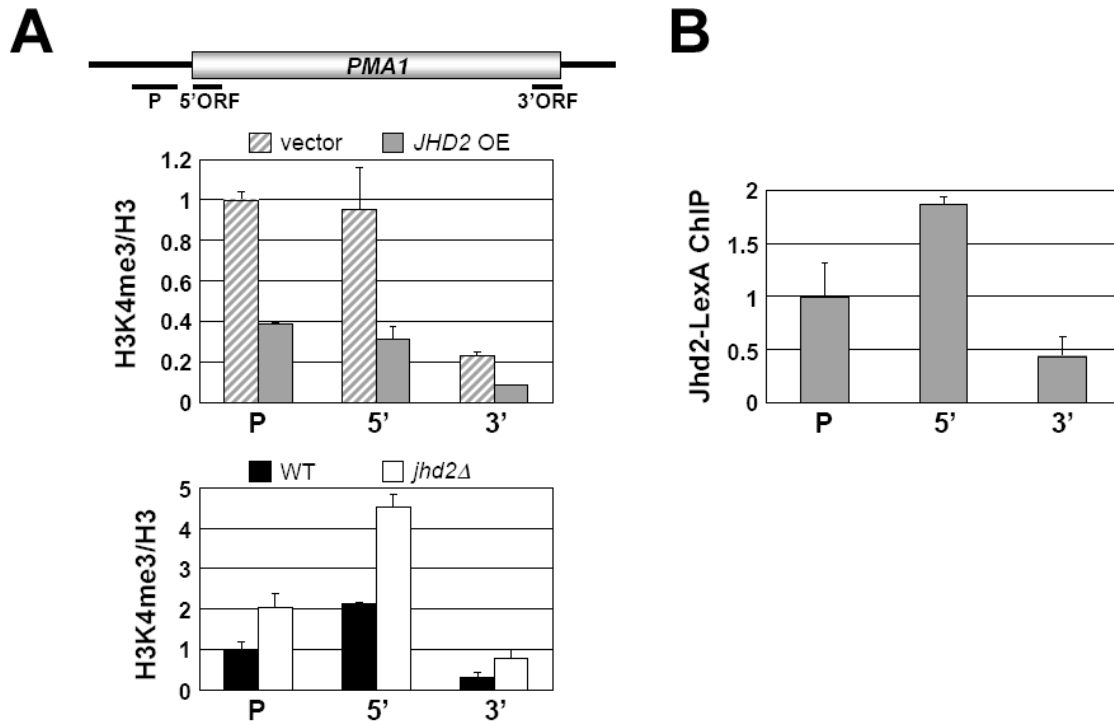 A
PMA1
P 5'ORF 3'ORF
vector JHD2 OE
H3K4me3/H3
1.2
1
0.8
0.6
0.4
0.2
0
P 5' 3'
WT jhd2Δ
H3K4me3/H3
5
4
3
2
1
0
P 5' 3'
B
Jhd2-LexA ChIP
2
1.5
1
0.5
0
P 5' 3'